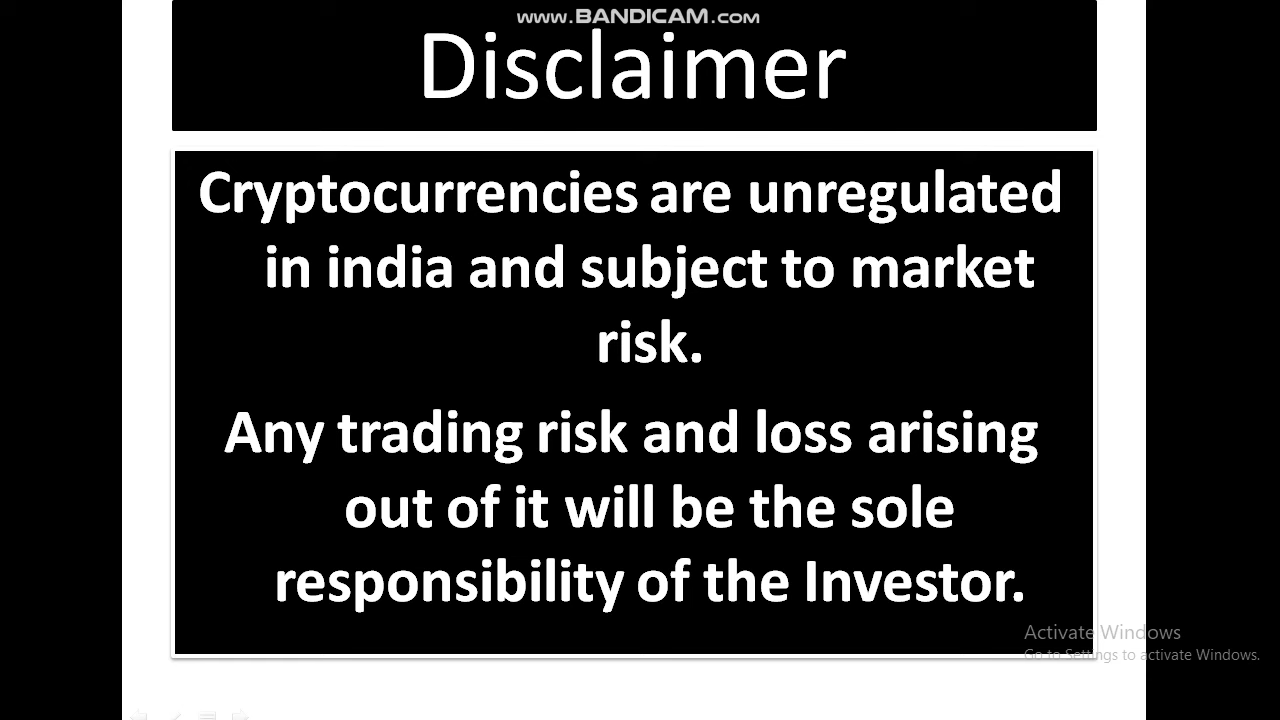 www.BANDICAM.com
Disclaimer
Cryptocurrencies are unregulated
in india and subject to market
risk.
Any trading risk and loss arising
out of it will be the sole
responsibility of the Investor.
Activate Windows
Go to Settings to activate Windows.